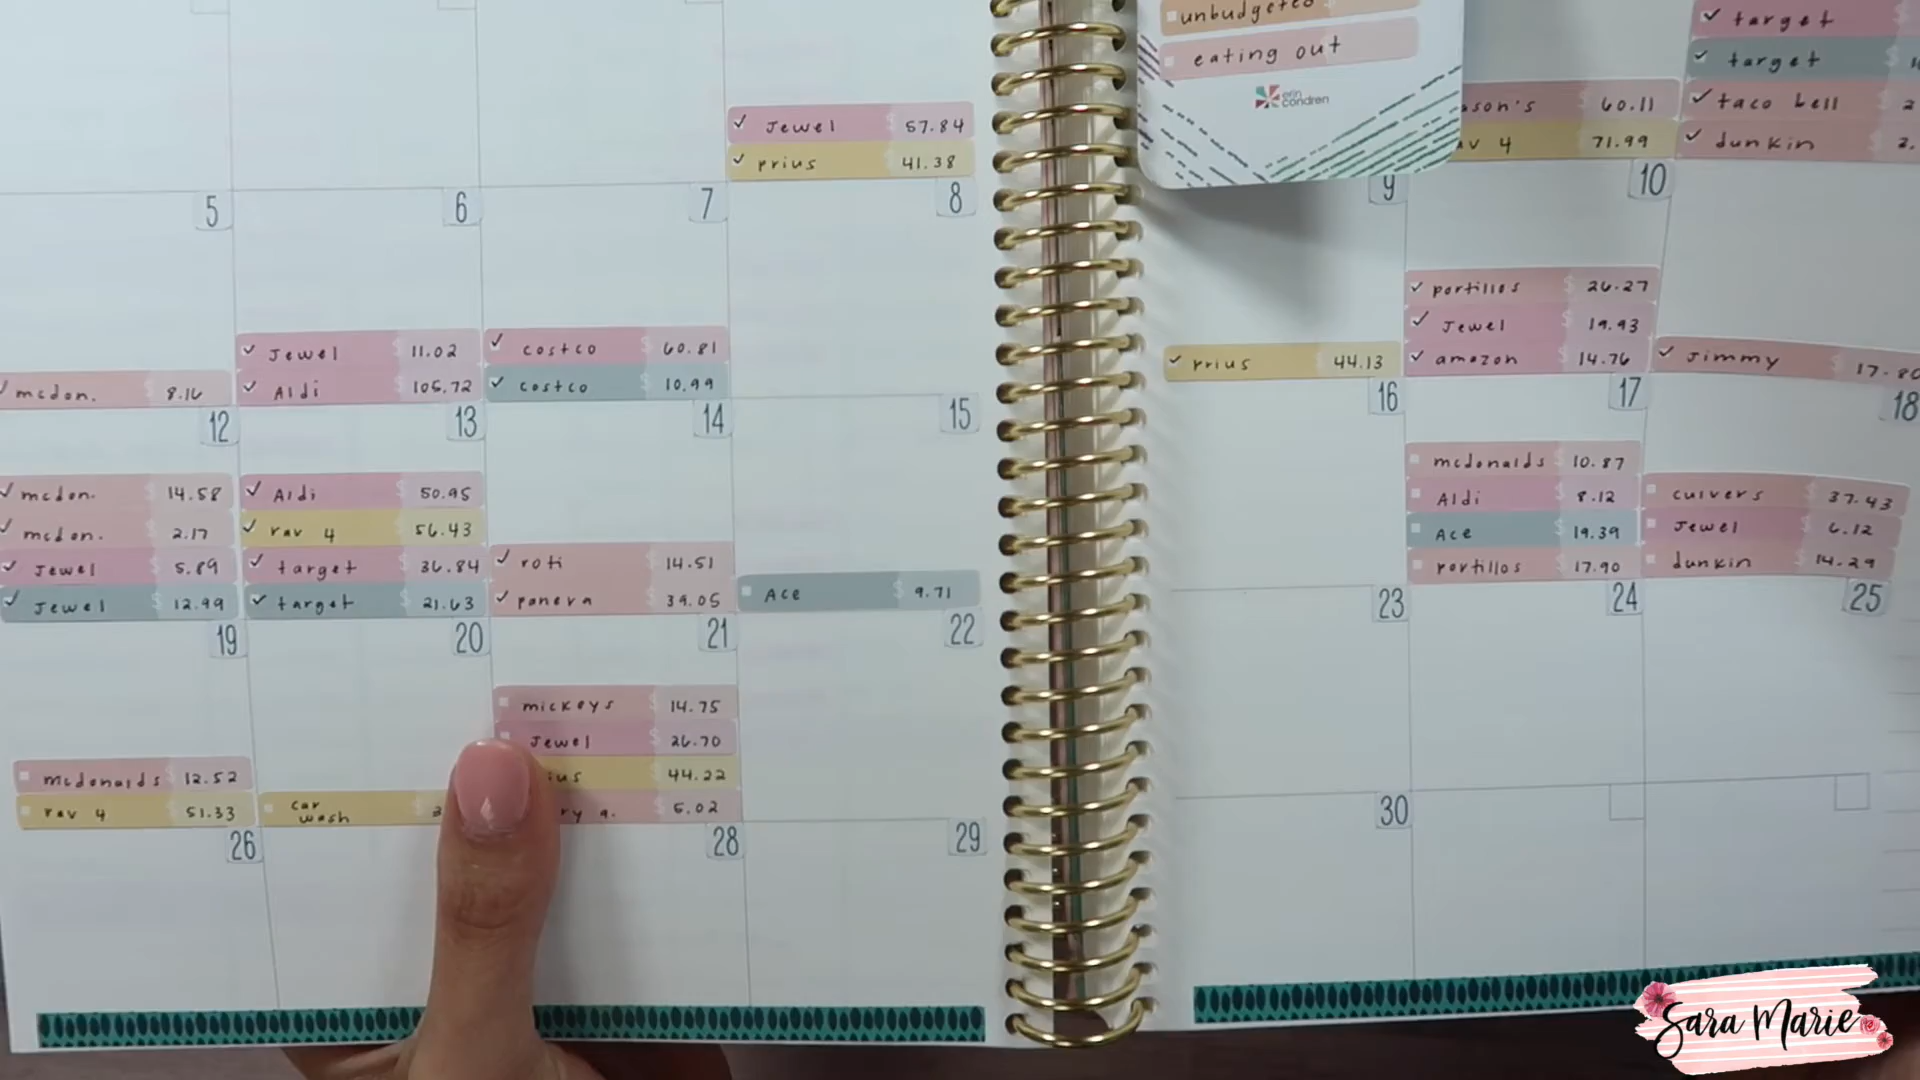 unbudgeted
eating out
erin condren
target
target
taco bell
✓ dunkin
60.11
71.99
✓ Jewel $ 57.84
✓ prius 41.38
5
6
7
8
9
10
✓ mcdon. 8.16
✓ Jewel 11.02
✓ Aldi 105.72
✓ costco 60.81
✓ costco 10.99
✓ prius 44.13
✓ portillos $ 26.27
✓ Jewel 19.93
✓ amazon $ 14.76
✓ Jimmy 17.80
12
13
14
15
16
17
18
✓ mcdon. 14.58
✓ mcdon. 2.17
✓ Jewel 5.89
✓ Jewel 12.99
✓ Aldi 50.95
✓ rav 4 56.43
✓ target 36.84
✓ target 21.63
✓ roti 14.51
✓ panera 39.05
Ace 9.71
mcdonalds 10.87
Aldi 8.12
Ace 19.39
portillos 17.90
culvers 37.43
Jewel 6.12
dunkin 14.29
19
20
21
22
23
24
25
mcdonalds 12.52
rav 4 51.33
car wash
mickeys 14.75
Jewel 26.70
44.22
5.02
26
28
29
30
Sara Marie